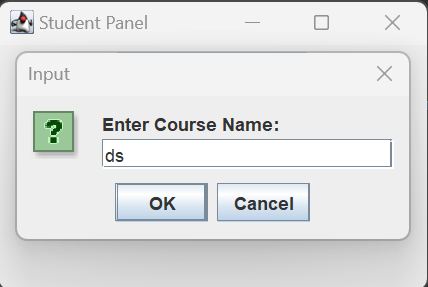 Student Panel
Input
Enter Course Name:
ds
OK
Cancel